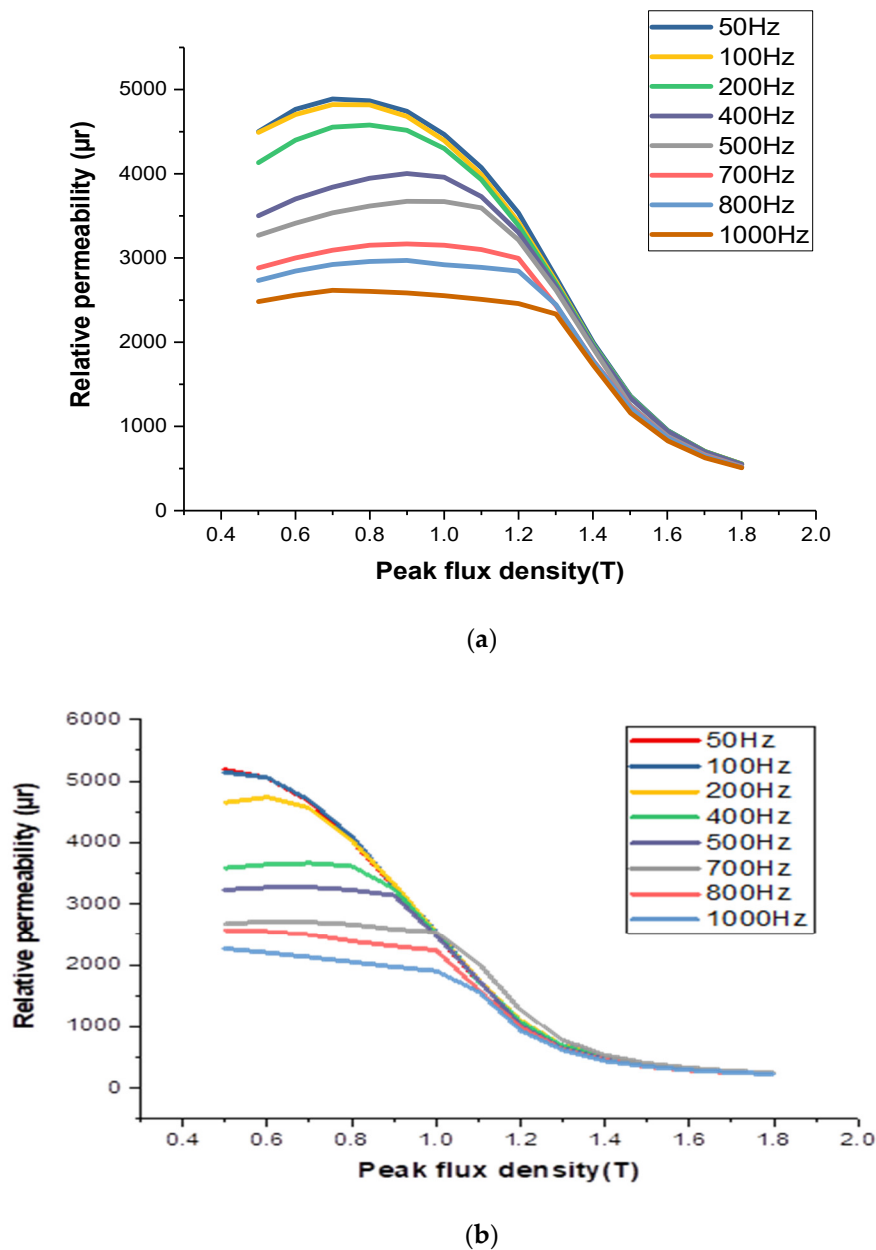 50Hz
100Hz
200Hz
400Hz
500Hz
700Hz
800Hz
1000Hz
5000
4000
3000
2000
1000
0
Relative permeability (µr)
0.4 0.6 0.8 1.0 1.2 1.4 1.6 1.8 2.0
Peak flux density(T)
(a)
6000
5000
4000
3000
2000
1000
0
Relative permeability (µr)
50Hz
100Hz
200Hz
400Hz
500Hz
700Hz
800Hz
1000Hz
0.4 0.6 0.8 1.0 1.2 1.4 1.6 1.8 2.0
Peak flux density(T)
(b)